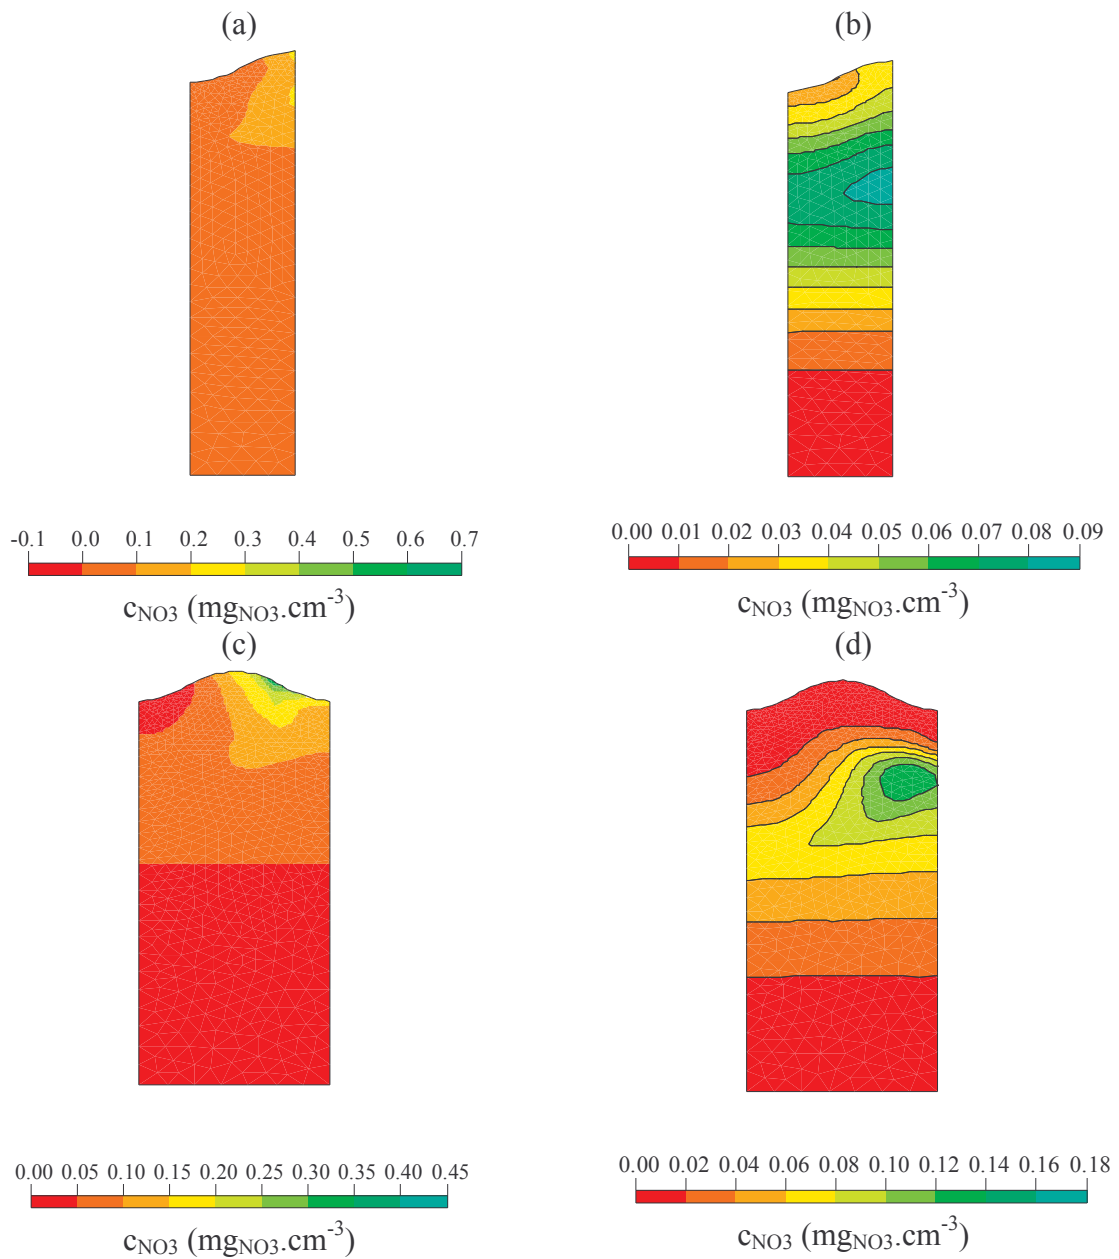 (a)
(b)
-0.1 0.0 0.1 0.2 0.3 0.4 0.5 0.6 0.7
cNO3 (mgNO3.cm-3)
0.00 0.01 0.02 0.03 0.04 0.05 0.06 0.07 0.08 0.09
cNO3 (mgNO3.cm-3)
(c)
(d)
0.00 0.05 0.10 0.15 0.20 0.25 0.30 0.35 0.40 0.45
cNO3 (mgNO3.cm-3)
0.00 0.02 0.04 0.06 0.08 0.10 0.12 0.14 0.16 0.18
cNO3 (mgNO3.cm-3)